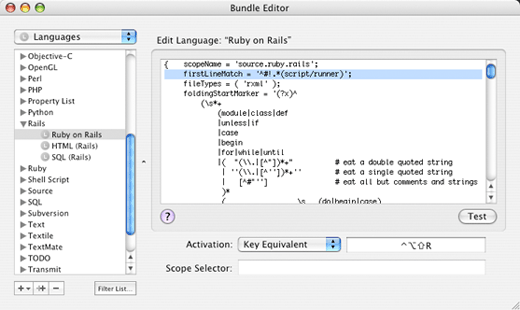 Bundle Editor
Languages
Edit Language: “Ruby on Rails”
Objective-C
OpenGL
Perl
PHP
Property List
Python
Rails
Ruby on Rails
HTML (Rails)
SQL (Rails)
Ruby
Shell Script
Source
SQL
Subversion
Text
Textile
TextMate
TODO
Transmit
Filter List...
{ scopeName = 'source.ruby.rails';
firstLineMatch = '^#!.*(script/runner)';
fileTypes = ( 'rxml' );
foldingStartMarker = '(?x)^
(\s*+
(module|class|def
|unless|if
|case
|begin
|for|while|until
|( "(\\.|[^"])*+" # eat a double quoted string
| ''(\\.|[^''])*+'' # eat a single quoted string
| [^#"''] # eat all but comments and strings
)*
( \s (do|begin|case)
?
Test
Activation: Key Equivalent ^⌥⇧R
Scope Selector: